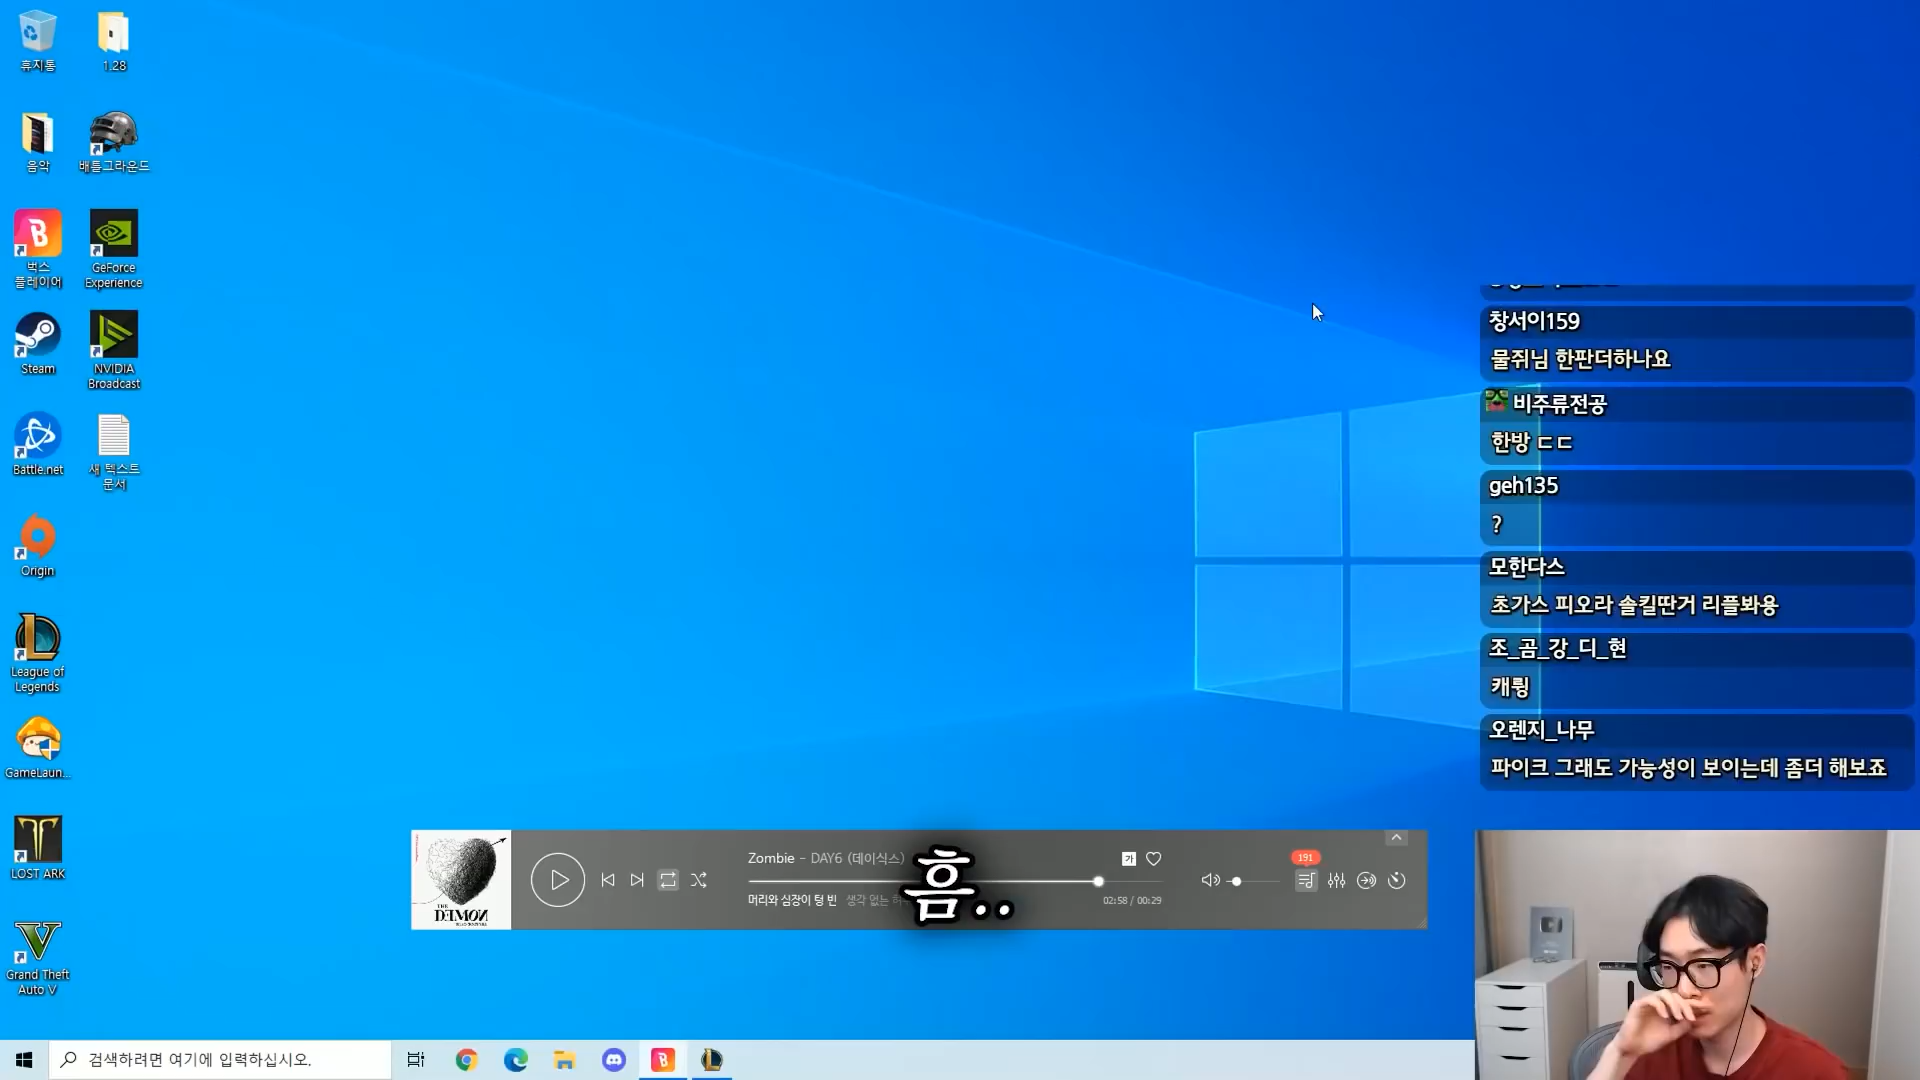 휴지통
1.28
음악
배틀그라운드
벅스
플레이어
GeForce
Experience
Steam
NVIDIA
Broadcast
Battle.net
새 텍스트
문서
Origin
League of
Legends
GameLaun...
LOST ARK
Grand Theft
Auto V
창서이159
물쥐님 한판더하나요
비주류전공
한방 ㄷㄷ
geh135
?
모한다스
초가스 피오라 솔킬딴거 리플봐용
조_곰_강_디_현
캐륑
오렌지_나무
파이크 그래도 가능성이 보이는데 좀더 해보죠
THE
DEMON
Zombie - DAY6 (데이식스)
머리와 심장이 텅 빈 생각 없는
02:58 / 00:29
가
191
흠..
검색하려면 여기에 입력하십시오.